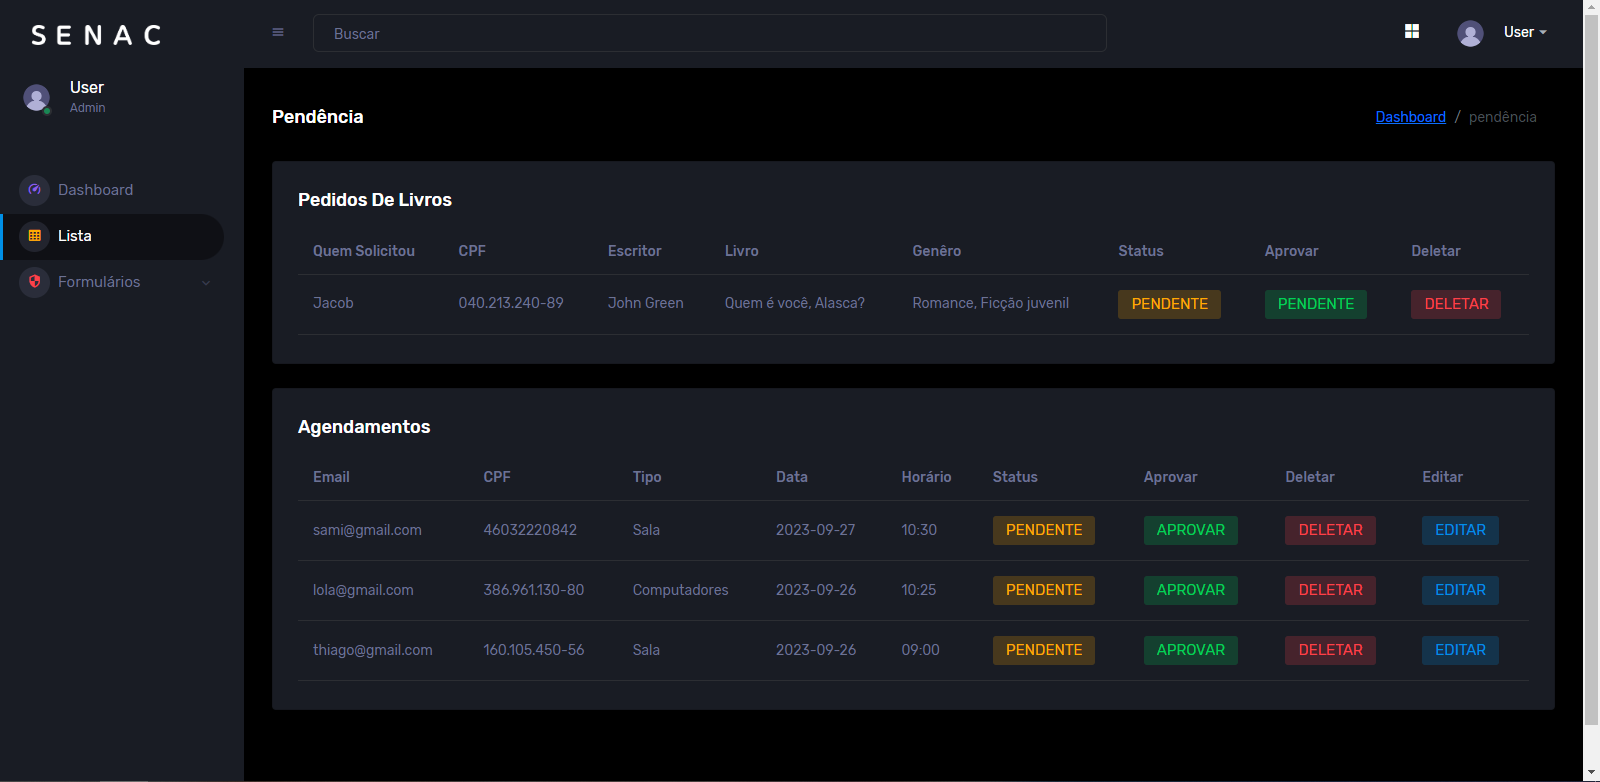 SENAC
Buscar
User
User
Admin
Dashboard
Lista
Formulários
Pendência
Dashboard / pendência
Pedidos De Livros
Quem Solicitou CPF Escritor Livro Genêro Status Aprovar Deletar
Jacob 040.213.240-89 John Green Quem é você, Alasca? Romance, Ficção juvenil PENDENTE PENDENTE DELETAR
Agendamentos
Email CPF Tipo Data Horário Status Aprovar Deletar Editar
sami@gmail.com 46032220842 Sala 2023-09-27 10:30 PENDENTE APROVAR DELETAR EDITAR
lola@gmail.com 386.961.130-80 Computadores 2023-09-26 10:25 PENDENTE APROVAR DELETAR EDITAR
thiago@gmail.com 160.105.450-56 Sala 2023-09-26 09:00 PENDENTE APROVAR DELETAR EDITAR